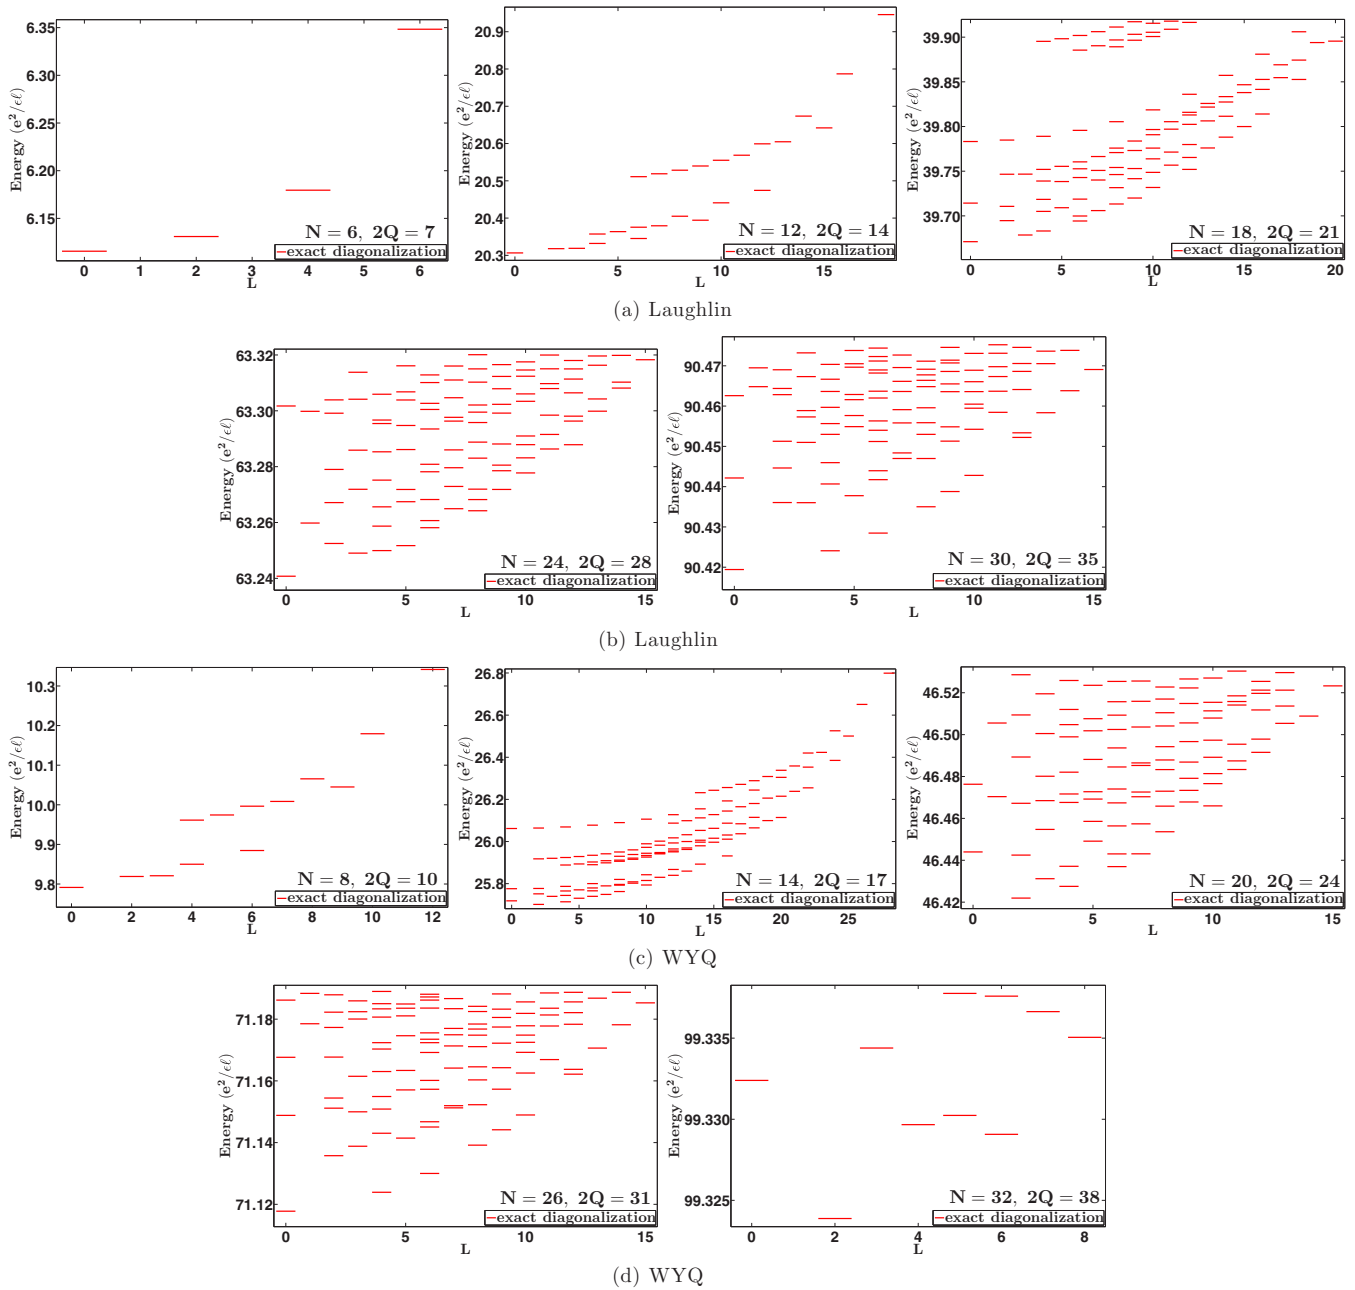 6.35
6.30
6.25
6.20
6.15
Energy (e²/ϵℓ)
0 1 2 3 4 5 6
L
N = 6, 2Q = 7
exact diagonalization
20.9
20.8
20.7
20.6
20.5
20.4
20.3
Energy (e²/ϵℓ)
0 5 10 15
L
N = 12, 2Q = 14
exact diagonalization
39.90
39.85
39.80
39.75
39.70
Energy (e²/ϵℓ)
0 5 10 15 20
L
N = 18, 2Q = 21
exact diagonalization
(a) Laughlin
63.32
63.30
63.28
63.26
63.24
Energy (e²/ϵℓ)
0 5 10 15
L
N = 24, 2Q = 28
exact diagonalization
90.47
90.46
90.45
90.44
90.43
90.42
Energy (e²/ϵℓ)
0 5 10 15
L
N = 30, 2Q = 35
exact diagonalization
(b) Laughlin
10.3
10.2
10.1
10.0
9.9
9.8
Energy (e²/ϵℓ)
0 2 4 6 8 10 12
L
N = 8, 2Q = 10
exact diagonalization
26.8
26.6
26.4
26.2
26.0
25.8
Energy (e²/ϵℓ)
0 5 10 15 20 25
L
N = 14, 2Q = 17
exact diagonalization
46.52
46.50
46.48
46.46
46.44
46.42
Energy (e²/ϵℓ)
0 5 10 15
L
N = 20, 2Q = 24
exact diagonalization
(c) WYQ
71.18
71.16
71.14
71.12
Energy (e²/ϵℓ)
0 5 10 15
L
N = 26, 2Q = 31
exact diagonalization
99.335
99.330
99.325
Energy (e²/ϵℓ)
0 2 4 6 8
L
N = 32, 2Q = 38
exact diagonalization
(d) WYQ